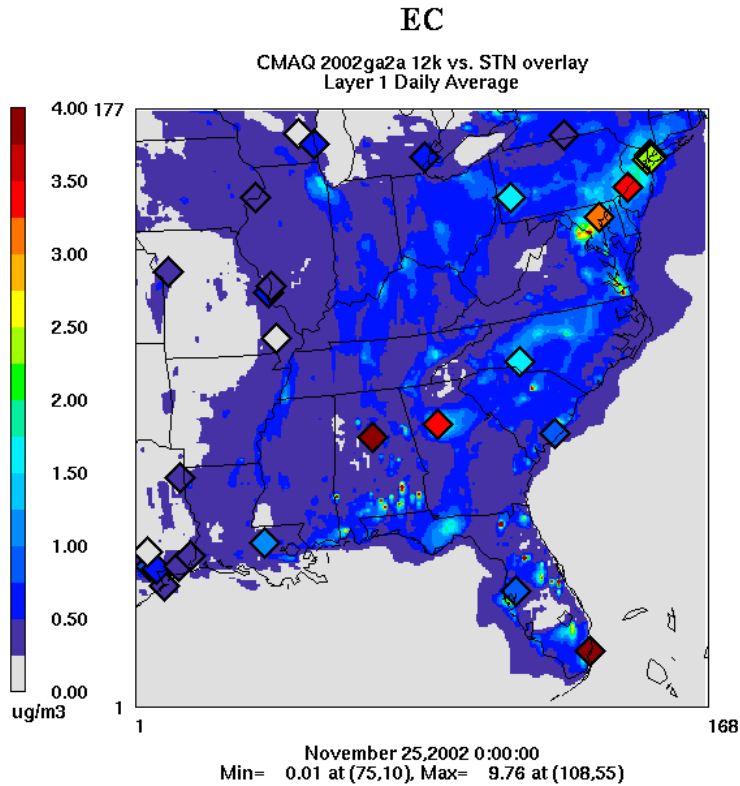 EC
CMAQ 2002ga2a 12k vs. STN overlay
Layer 1 Daily Average
4.00
3.50
3.00
2.50
2.00
1.50
1.00
0.50
0.00
ug/m3
177
1
1
168
November 25,2002 0:00:00
Min= 0.01 at (75,10), Max= 9.76 at (108,55)